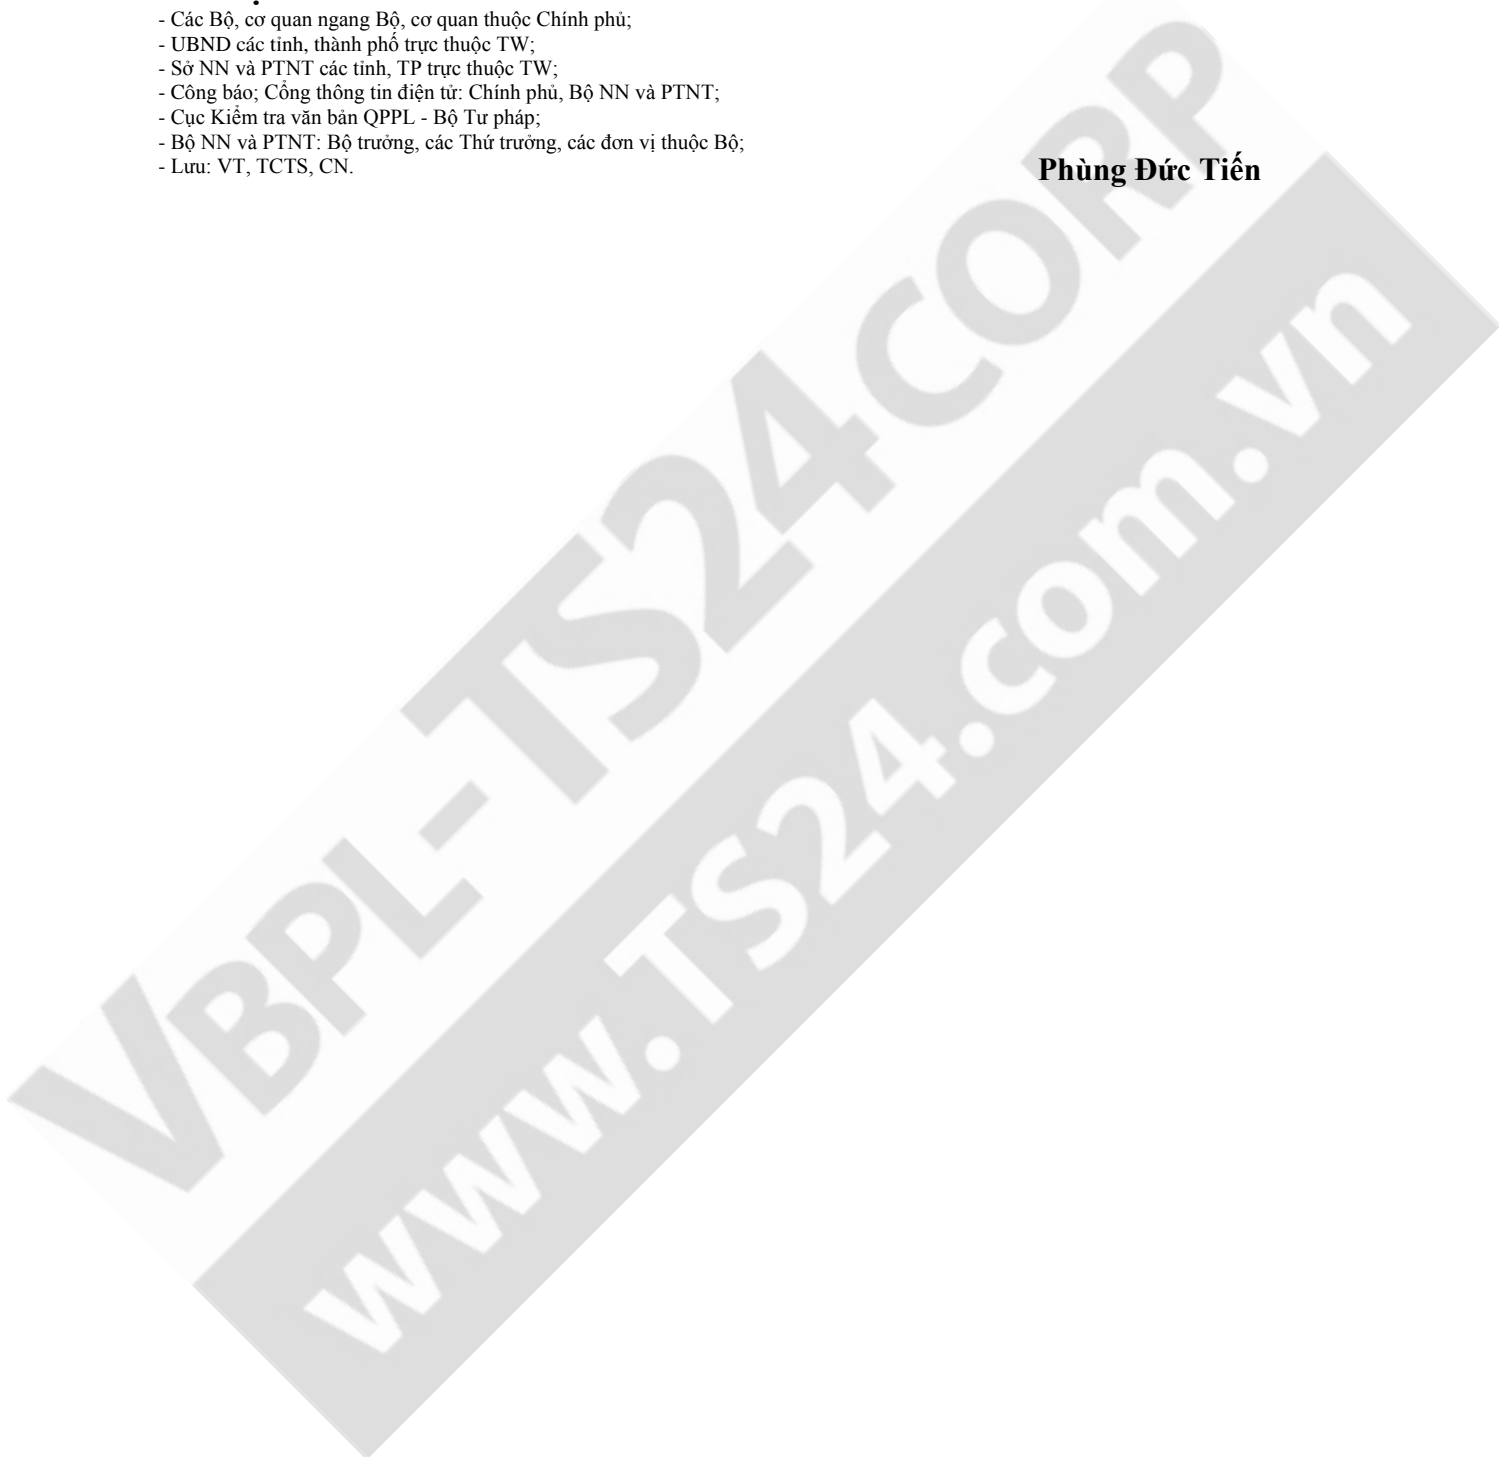 - Các Bộ, cơ quan ngang Bộ, cơ quan thuộc Chính phủ;
- UBND các tỉnh, thành phố trực thuộc TW;
- Sở NN và PTNT các tỉnh, TP trực thuộc TW;
- Công báo; Cổng thông tin điện tử: Chính phủ, Bộ NN và PTNT;
- Cục Kiểm tra văn bản QPPL - Bộ Tư pháp;
- Bộ NN và PTNT: Bộ trưởng, các Thứ trưởng, các đơn vị thuộc Bộ;
- Lưu: VT, TCTS, CN.
Phùng Đức Tiến
VBPL-TS24CORP
www.TS24.com.vn